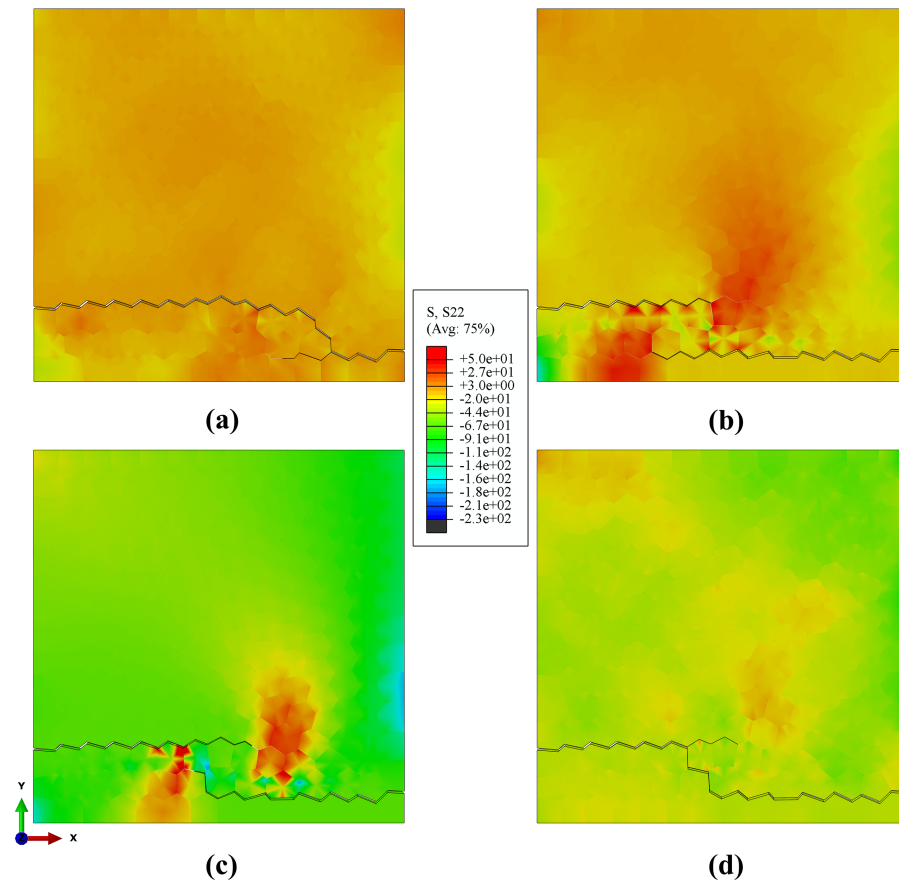 (a)
(b)
S, S22
(Avg: 75%)
+5.0e+01
+2.7e+01
+3.0e+00
-2.0e+01
-4.4e+01
-6.7e+01
-9.1e+01
-1.1e+02
-1.4e+02
-1.6e+02
-1.8e+02
-2.1e+02
-2.3e+02
Y
Z
X
(c)
(d)